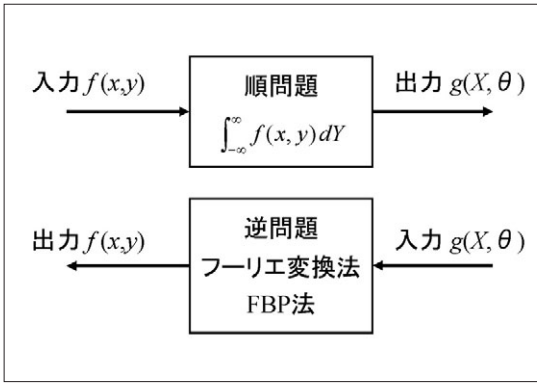 入力 f(x,y)
順問題
∫_{-∞}^{∞} f(x, y)dY
出力 g(X, θ)
出力 f(x,y)
逆問題
フーリエ変換法
FBP法
入力 g(X, θ)